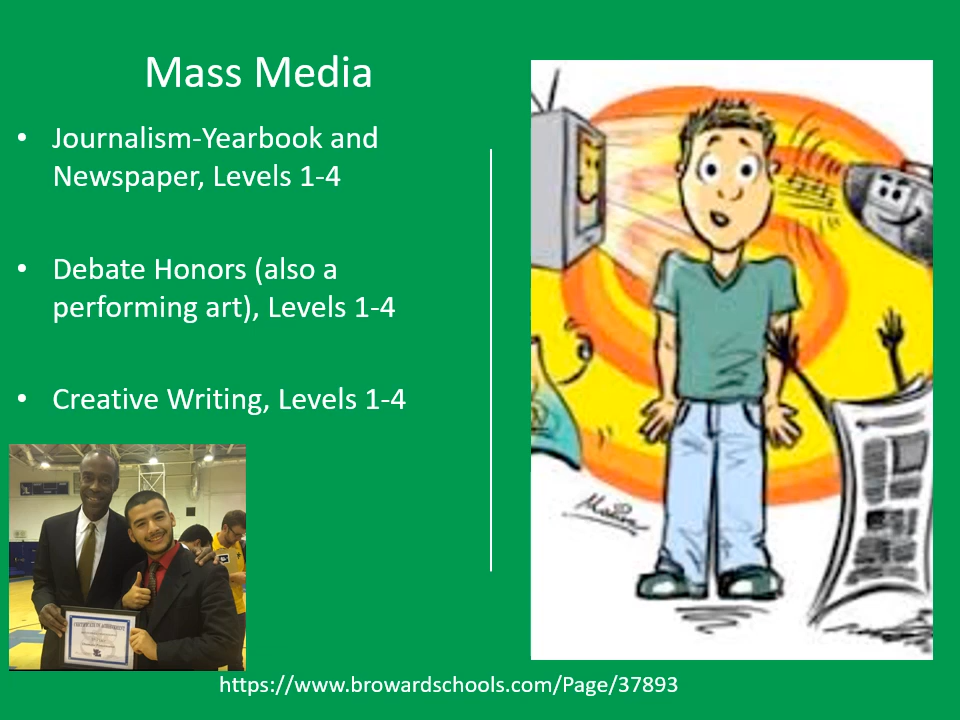 Mass Media
• Journalism-Yearbook and
Newspaper, Levels 1-4
• Debate Honors (also a
performing art), Levels 1-4
• Creative Writing, Levels 1-4
https://www.browardschools.com/Page/37893